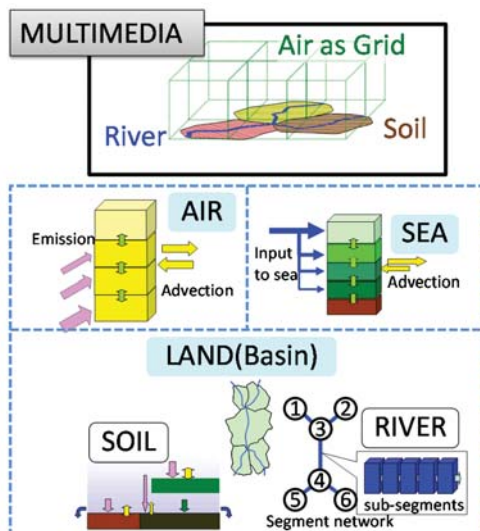 MULTIMEDIA
Air as Grid
River
Soil
AIR
Emission
Advection
SEA
Input
to sea
Advection
LAND(Basin)
SOIL
1 2
3
4
5 6
RIVER
sub-segments
Segment network